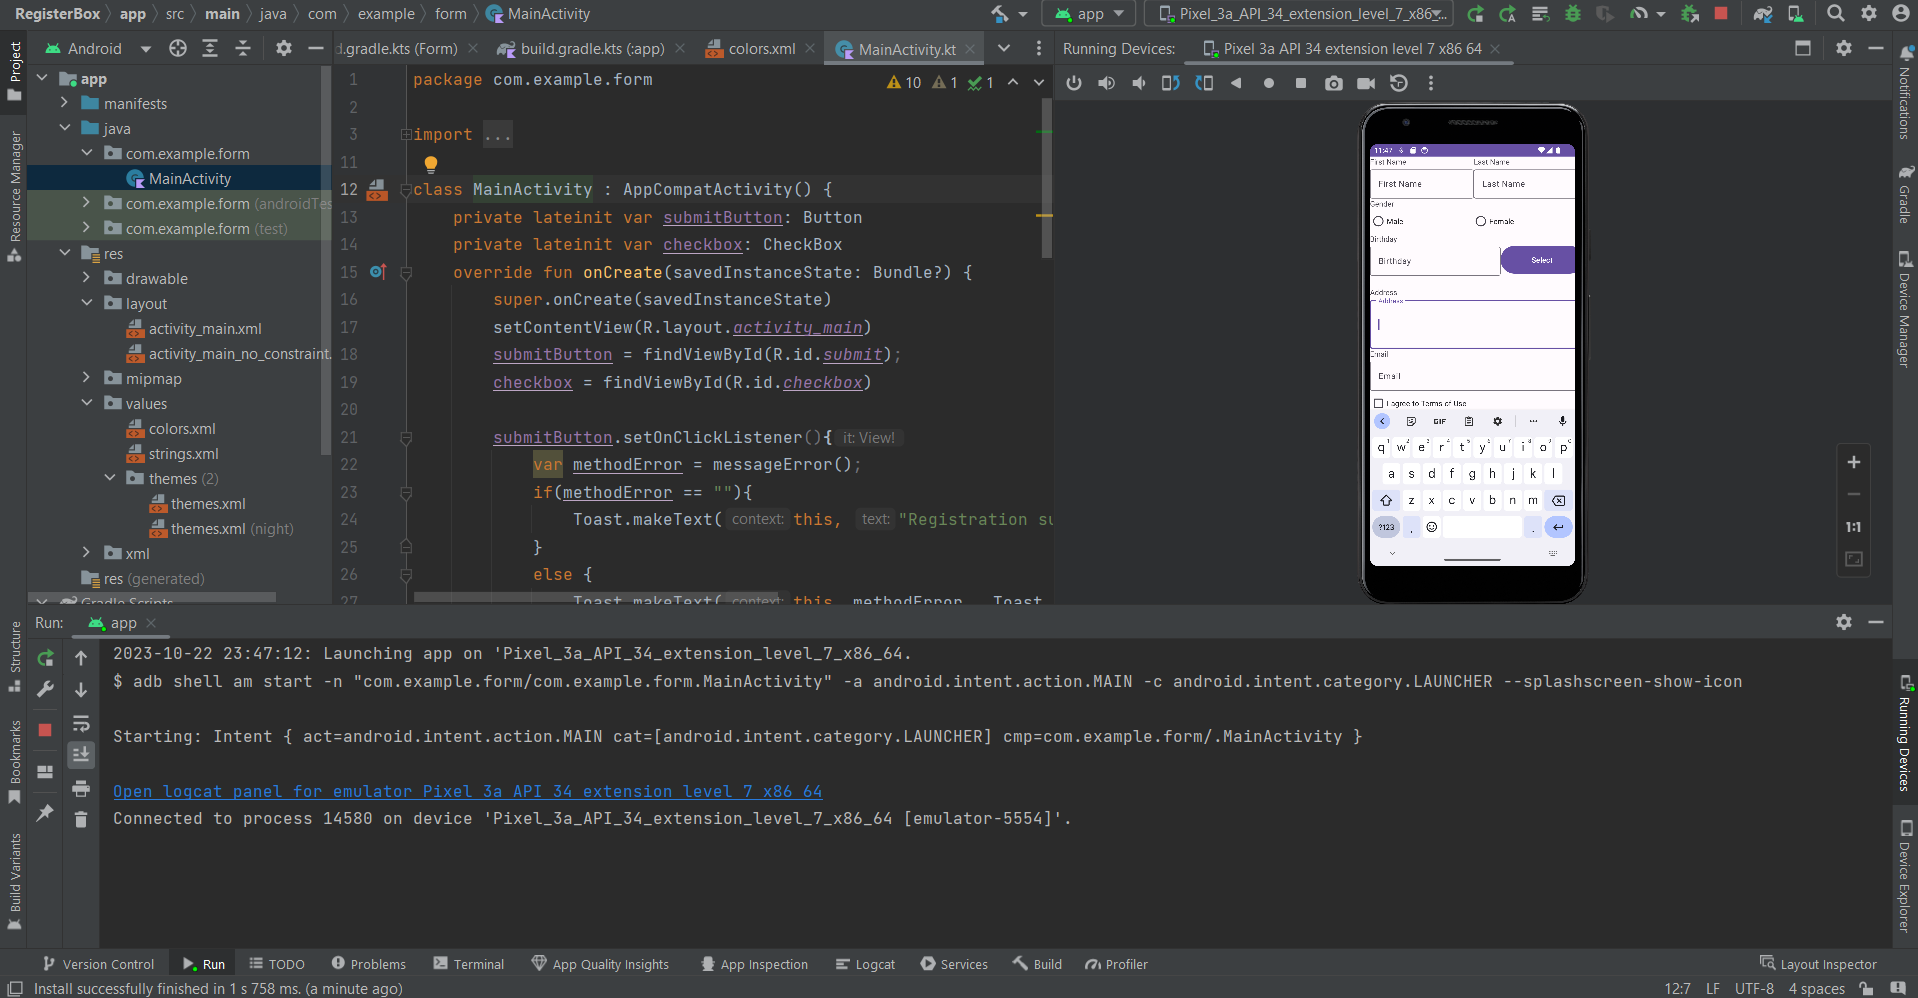 RegisterBox > app > src > main > java > com > example > form > MainActivity
app
Pixel_3a_API_34_extension_level_7_x86
Project
Android
d.gradle.kts (Form)
build.gradle.kts (:app)
colors.xml
MainActivity.kt
Running Devices:
Pixel 3a API 34 extension level 7 x86 64
Notifications
Gradle
Device Manager
Running Devices
Device Explorer
Resource Manager
Structure
Bookmarks
Build Variants
app
manifests
java
com.example.form
MainActivity
com.example.form (androidTes
com.example.form (test)
res
drawable
layout
activity_main.xml
activity_main_no_constraint.
mipmap
values
colors.xml
strings.xml
themes (2)
themes.xml
themes.xml (night)
xml
res (generated)
Gradle Scripts
10 1 1
1 package com.example.form
2
3 import ...
11
12 class MainActivity : AppCompatActivity() {
13 private lateinit var submitButton: Button
14 private lateinit var checkbox: CheckBox
15 override fun onCreate(savedInstanceState: Bundle?) {
16 super.onCreate(savedInstanceState)
17 setContentView(R.layout.activity_main)
18 submitButton = findViewById(R.id.submit);
19 checkbox = findViewById(R.id.checkbox)
20
21 submitButton.setOnClickListener(){ it: View!
22 var methodError = messageError();
23 if(methodError == ""){
24 Toast.makeText( context: this, text: "Registration su
25 }
26 else {
27 Toast.makeText( context: this, methodError, Toast
11:47
First Name Last Name
First Name Last Name
Gender
Male Female
Birthday
Birthday Select
Address
Address
Email
Email
I agree to Terms of Use
GIF
q1 w2 e3 r4 t5 y6 u7 i8 o9 p0
a s d f g h j k l
z x c v b n m
?123 , .
1:1
Run: app
2023-10-22 23:47:12: Launching app on 'Pixel_3a_API_34_extension_level_7_x86_64.
$ adb shell am start -n "com.example.form/com.example.form.MainActivity" -a android.intent.action.MAIN -c android.intent.category.LAUNCHER --splashscreen-show-icon
Starting: Intent { act=android.intent.action.MAIN cat=[android.intent.category.LAUNCHER] cmp=com.example.form/.MainActivity }
Open logcat panel for emulator Pixel 3a API 34 extension level 7 x86 64
Connected to process 14580 on device 'Pixel_3a_API_34_extension_level_7_x86_64 [emulator-5554]'.
Version Control
Run
TODO
Problems
Terminal
App Quality Insights
App Inspection
Logcat
Services
Build
Profiler
Layout Inspector
Install successfully finished in 1 s 758 ms. (a minute ago)
12:7 LF UTF-8 4 spaces